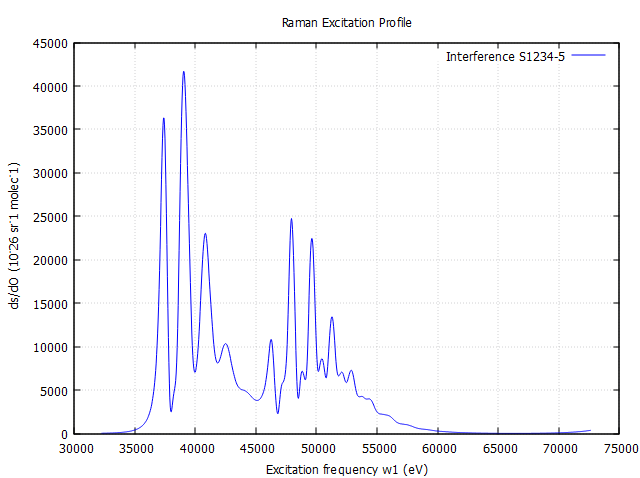 Raman Excitation Profile
Interference S1234-5
ds/dO (10^-26 sr^-1 molec^-1)
45000
40000
35000
30000
25000
20000
15000
10000
5000
0
30000 35000 40000 45000 50000 55000 60000 65000 70000 75000
Excitation frequency w1 (eV)